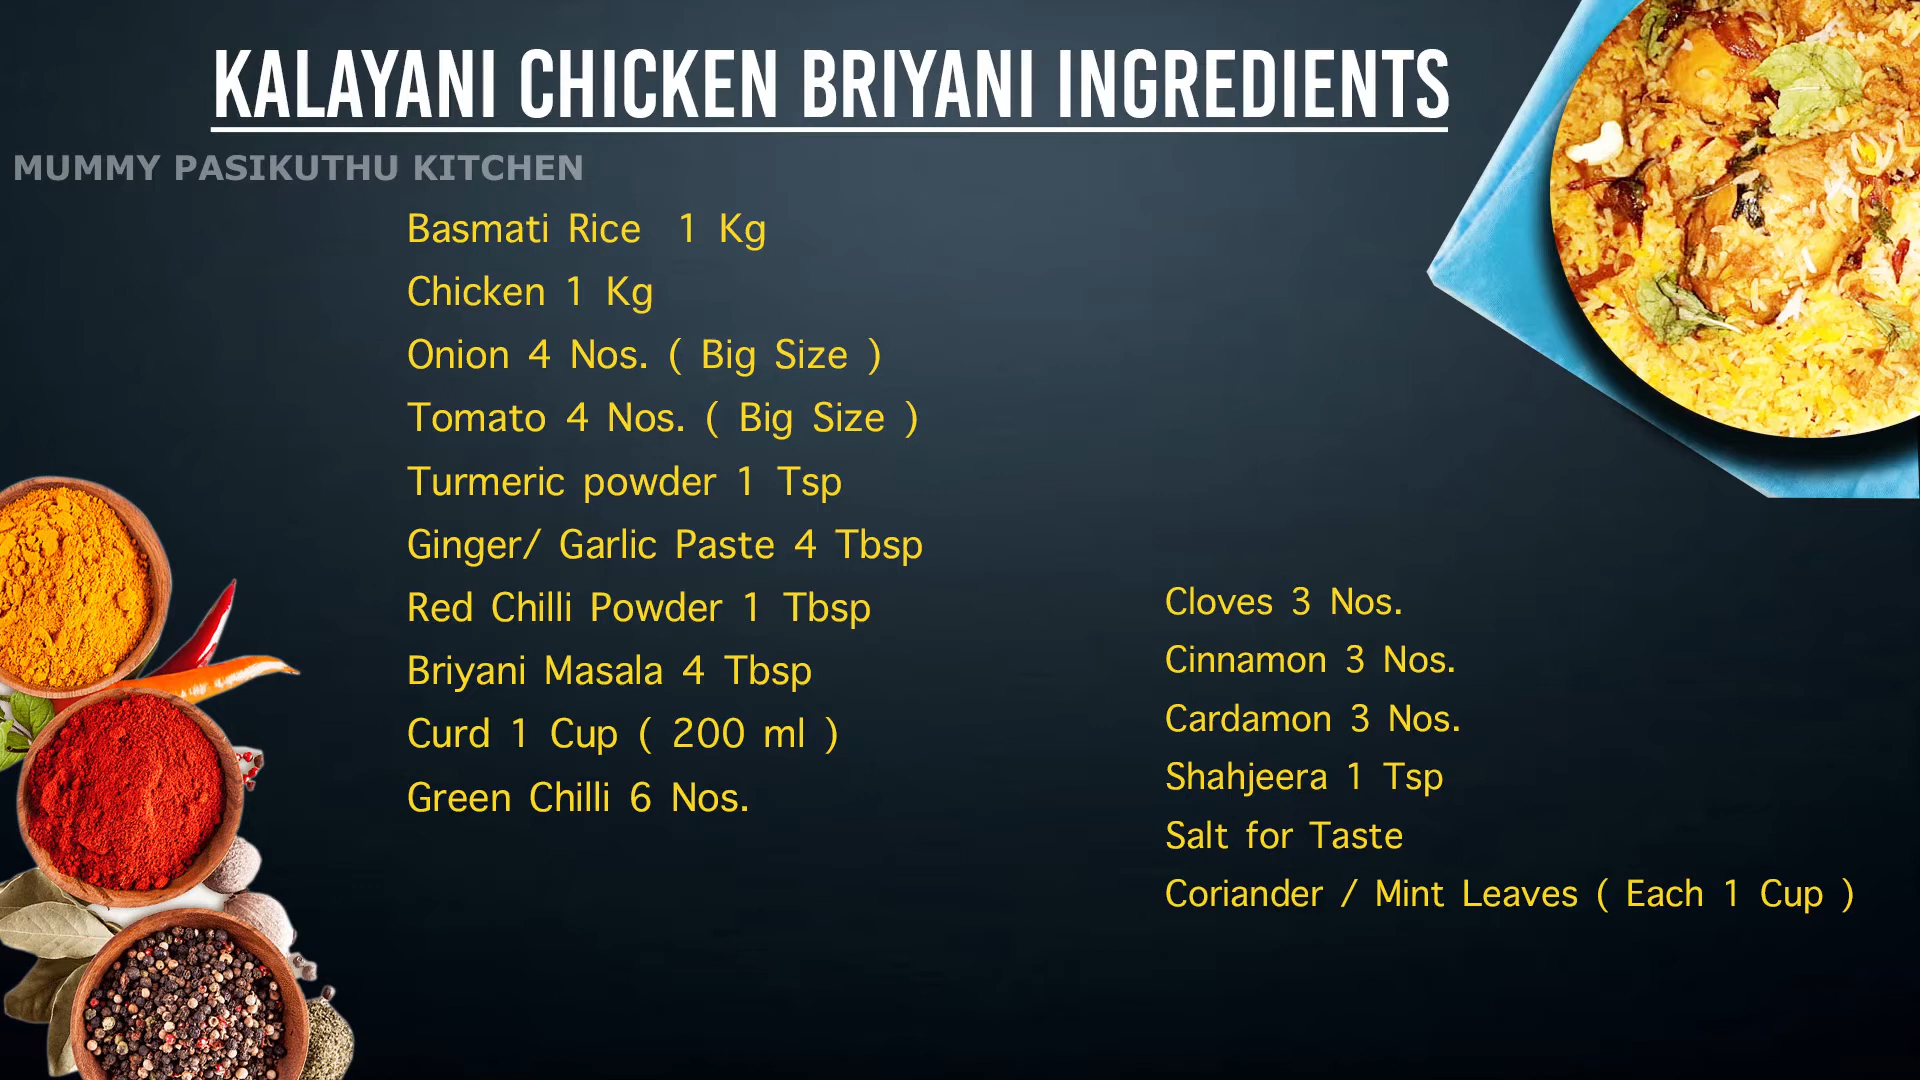 KALAYANI CHICKEN BRIYANI INGREDIENTS
MUMMY PASIKUTHU KITCHEN
Basmati Rice 1 Kg
Chicken 1 Kg
Onion 4 Nos. ( Big Size )
Tomato 4 Nos. ( Big Size )
Turmeric powder 1 Tsp
Ginger/ Garlic Paste 4 Tbsp
Red Chilli Powder 1 Tbsp
Briyani Masala 4 Tbsp
Curd 1 Cup ( 200 ml )
Green Chilli 6 Nos.
Cloves 3 Nos.
Cinnamon 3 Nos.
Cardamon 3 Nos.
Shahjeera 1 Tsp
Salt for Taste
Coriander / Mint Leaves ( Each 1 Cup )